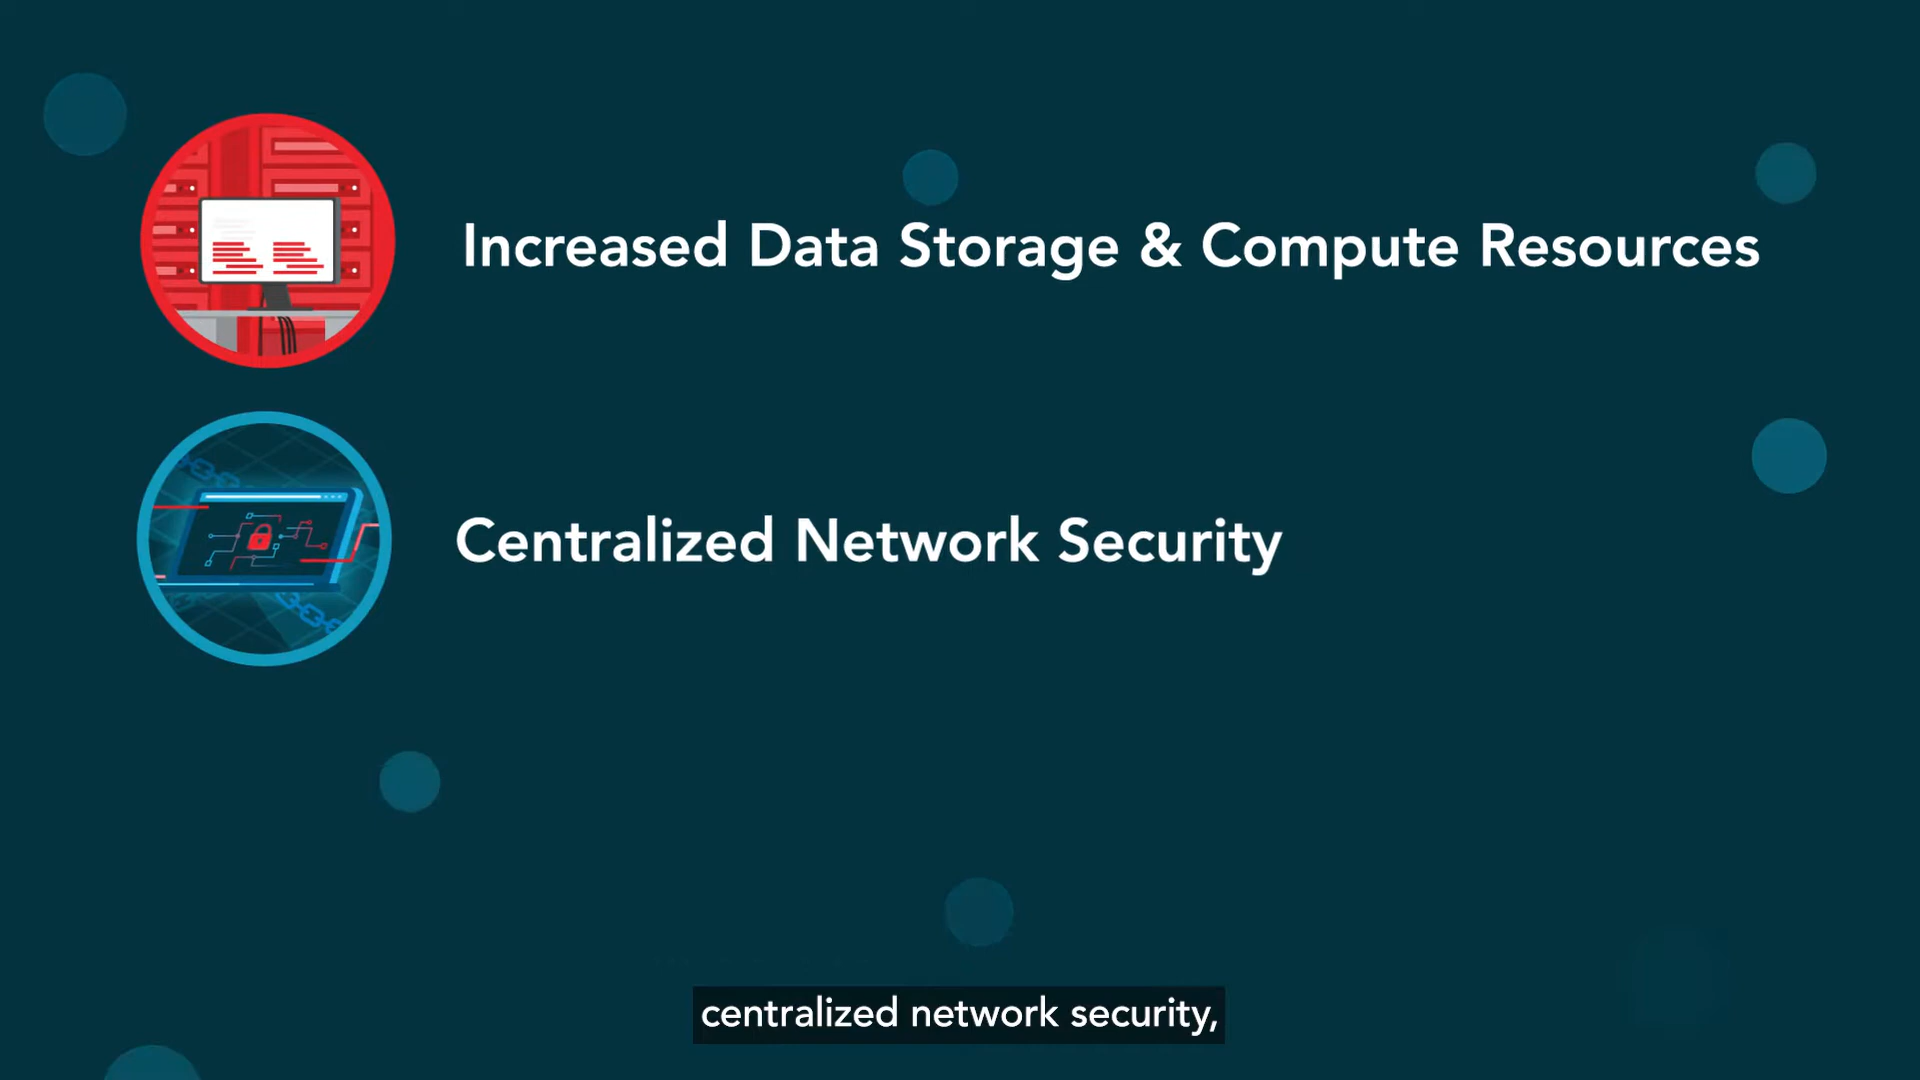 Increased Data Storage & Compute Resources
Centralized Network Security
centralized network security,